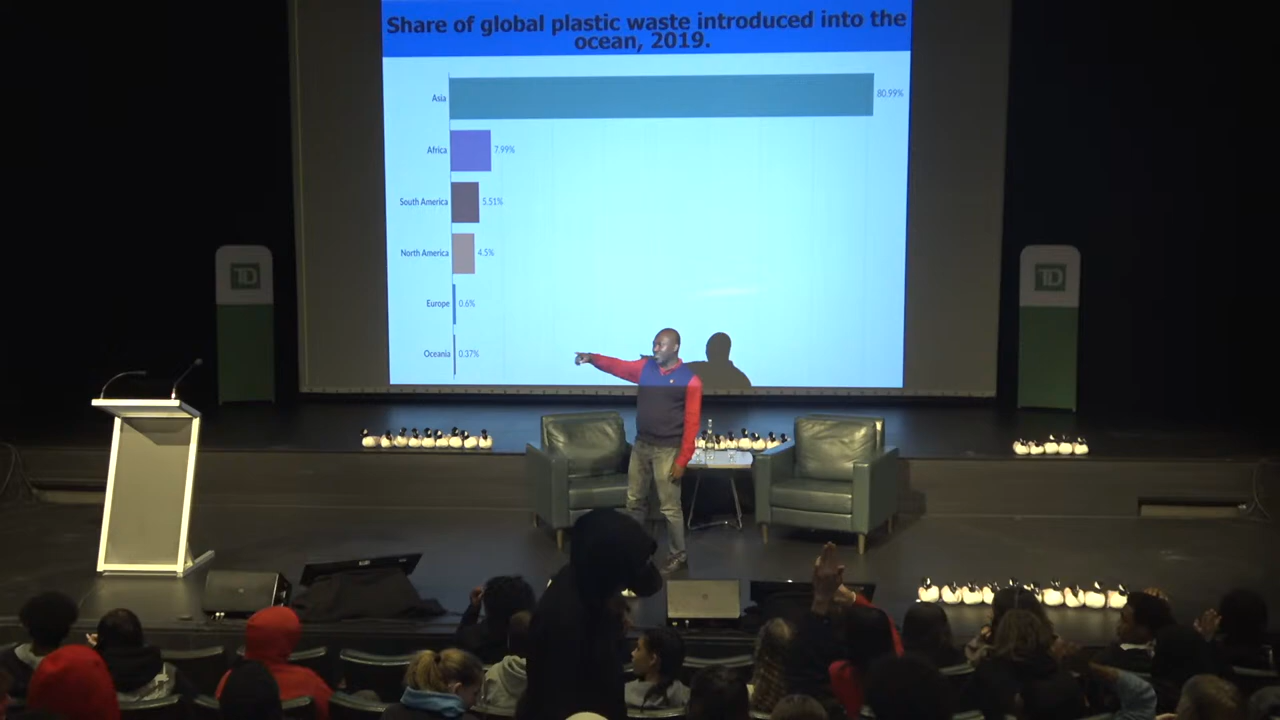 Share of global plastic waste introduced into the
ocean, 2019.
Asia
80.99%
Africa
7.99%
South America
5.51%
North America
4.5%
Europe
0.6%
Oceania
0.37%
TD
TD